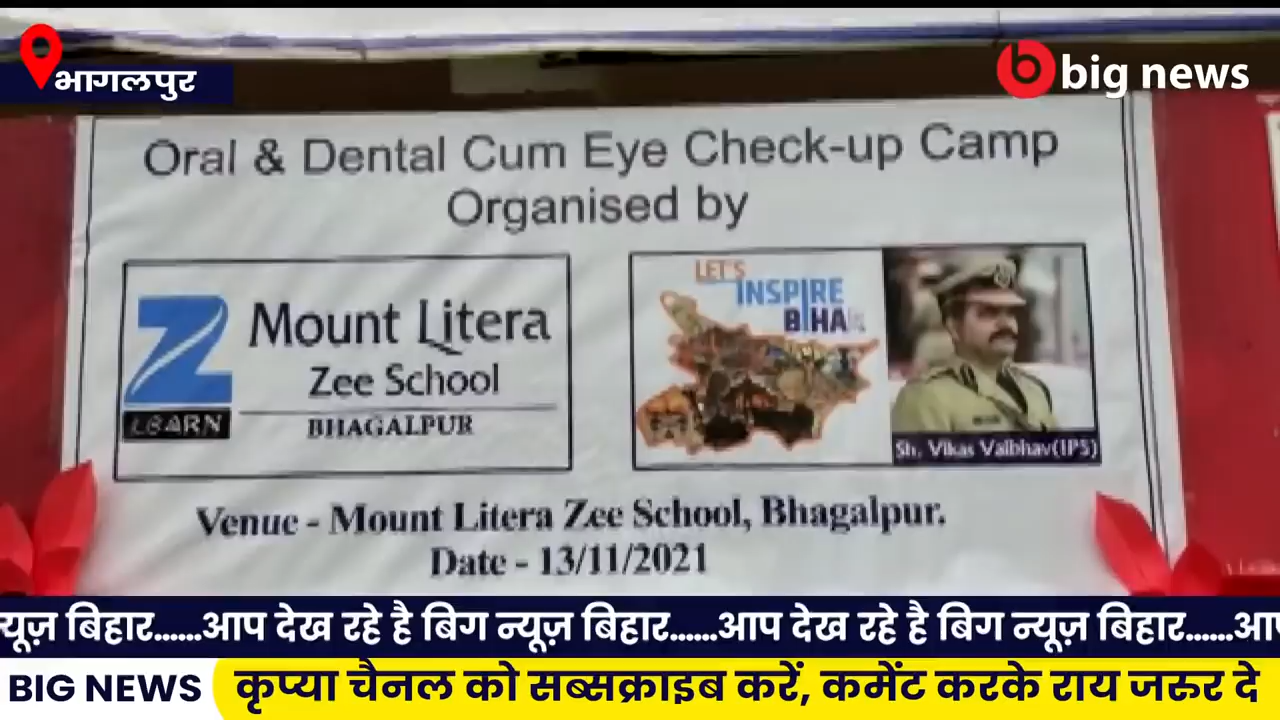 भागलपुर
big news
Oral & Dental Cum Eye Check-up Camp
Organised by
Mount Litera
Zee School
BHAGALPUR
LEARN
LET'S
INSPIRE
BIHAR
Sh. Vikas Vaibhav(IPS)
Venue - Mount Litera Zee School, Bhagalpur.
Date - 13/11/2021
न्यूज़ बिहार......आप देख रहे है बिग न्यूज़ बिहार......आप देख रहे है बिग न्यूज़ बिहार......आप
BIG NEWS
कृप्या चैनल को सब्सक्राइब करें, कमेंट करके राय जरुर दे